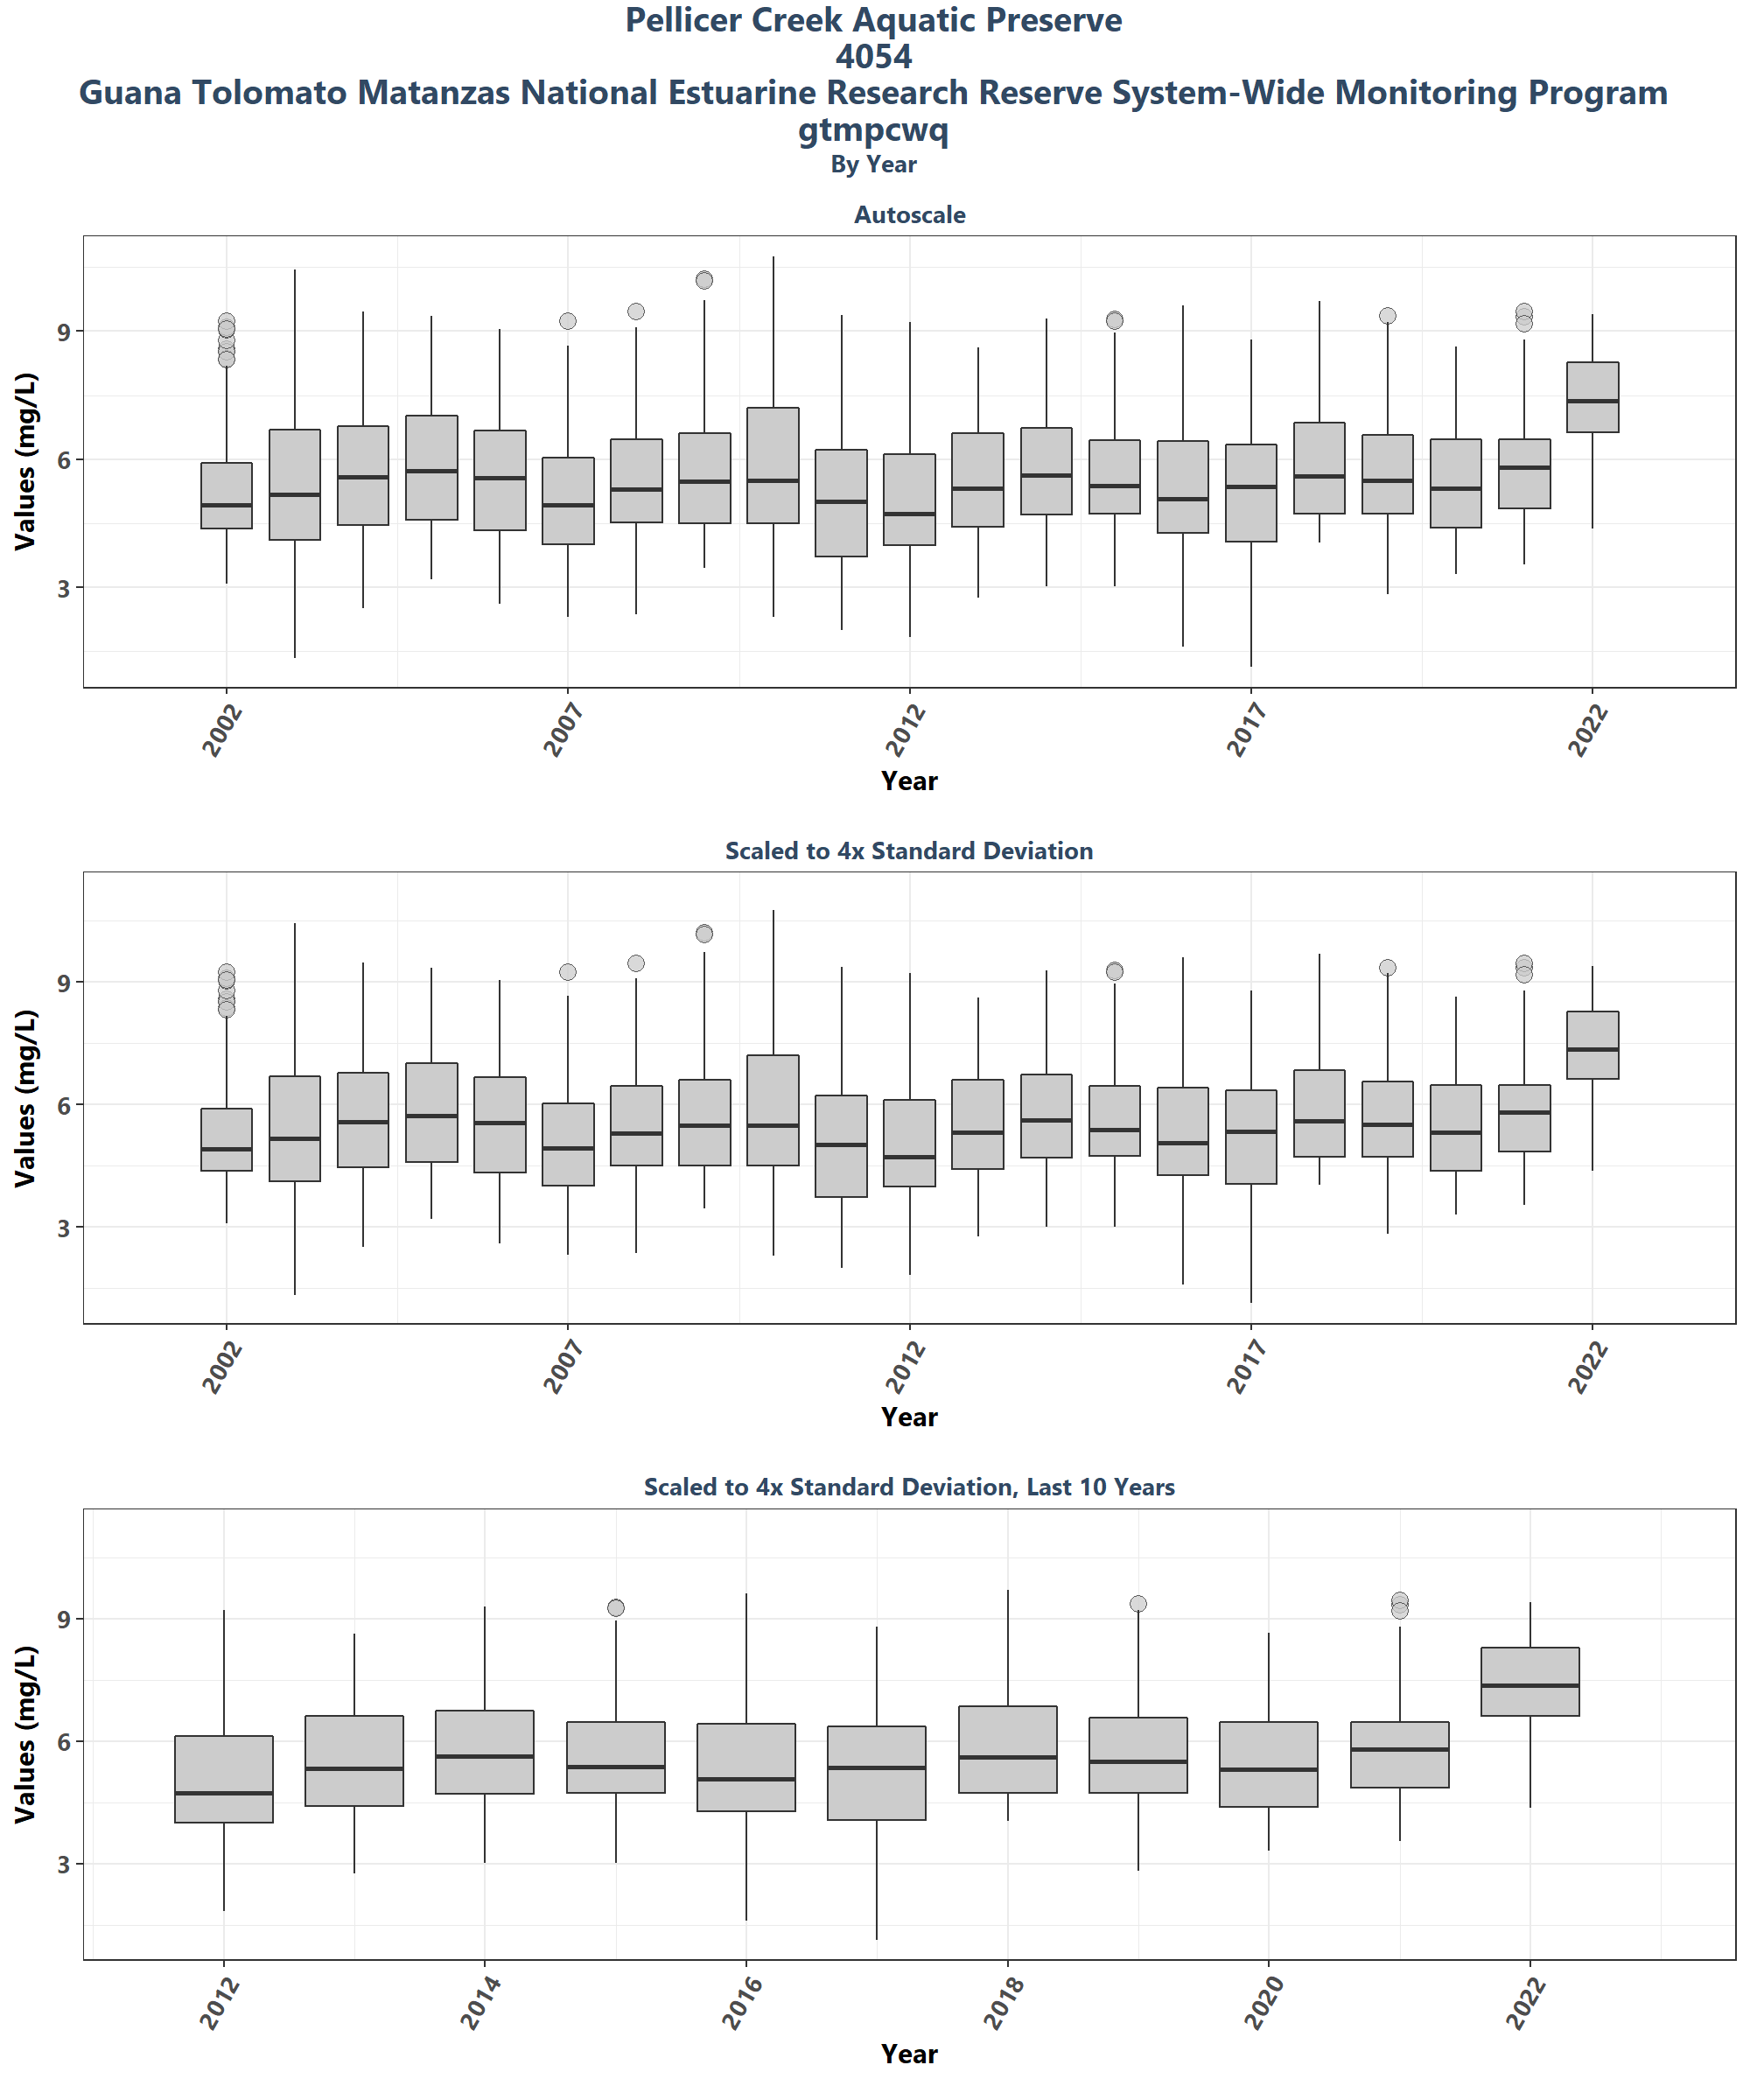 Pellicer Creek Aquatic Preserve
4054
Guana Tolomato Matanzas National Estuarine Research Reserve System-Wide Monitoring Program
gtmpcwq
By Year
Autoscale
Values (mg/L)
9
6
3
2002 2007 2012 2017 2022
Year
Scaled to 4x Standard Deviation
Values (mg/L)
9
6
3
2002 2007 2012 2017 2022
Year
Scaled to 4x Standard Deviation, Last 10 Years
Values (mg/L)
9
6
3
2012 2014 2016 2018 2020 2022
Year